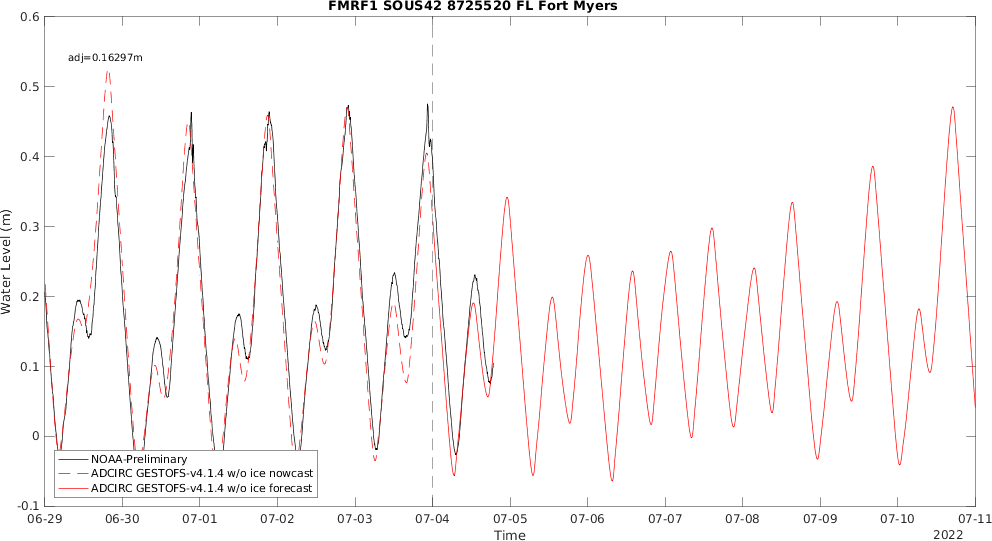 FMRF1 SOUS42 8725520 FL Fort Myers
adj=0.16297m
0.6
0.5
0.4
0.3
0.2
0.1
0
-0.1
Water Level (m)
NOAA-Preliminary
ADCIRC GESTOFS-v4.1.4 w/o ice nowcast
ADCIRC GESTOFS-v4.1.4 w/o ice forecast
06-29 06-30 07-01 07-02 07-03 07-04 07-05 07-06 07-07 07-08 07-09 07-10 07-11
Time
2022